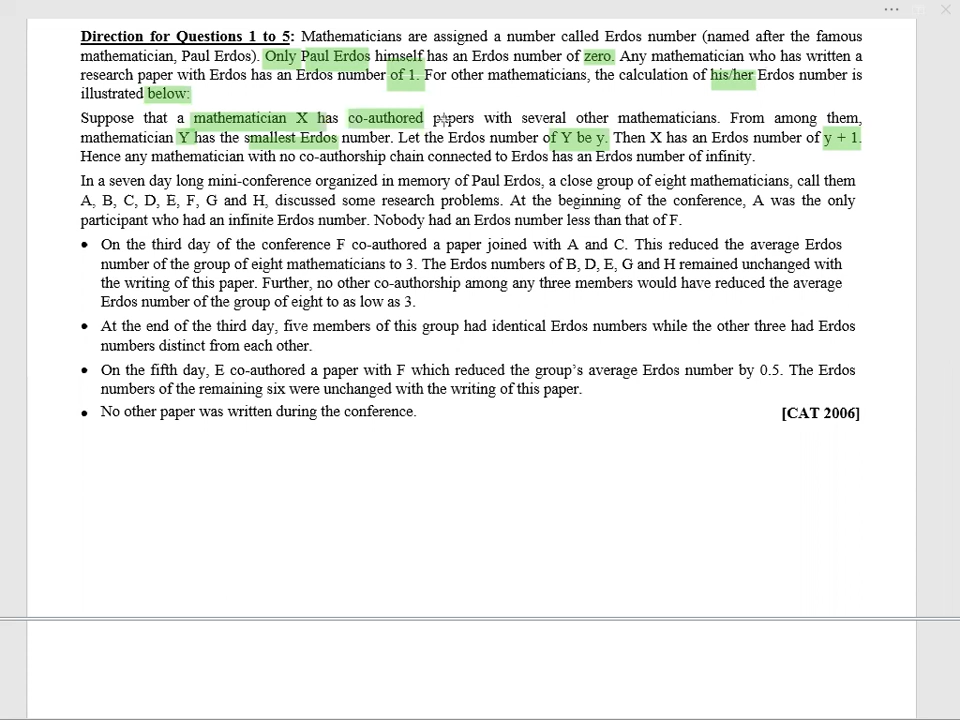 Direction for Questions 1 to 5: Mathematicians are assigned a number called Erdos number (named after the famous
mathematician, Paul Erdos). Only Paul Erdos himself has an Erdos number of zero. Any mathematician who has written a
research paper with Erdos has an Erdos number of 1. For other mathematicians, the calculation of his/her Erdos number is
illustrated below:
Suppose that a mathematician X has co-authored papers with several other mathematicians. From among them,
mathematician Y has the smallest Erdos number. Let the Erdos number of Y be y. Then X has an Erdos number of y + 1.
Hence any mathematician with no co-authorship chain connected to Erdos has an Erdos number of infinity.
In a seven day long mini-conference organized in memory of Paul Erdos, a close group of eight mathematicians, call them
A, B, C, D, E, F, G and H, discussed some research problems. At the beginning of the conference, A was the only
participant who had an infinite Erdos number. Nobody had an Erdos number less than that of F.
• On the third day of the conference F co-authored a paper joined with A and C. This reduced the average Erdos
number of the group of eight mathematicians to 3. The Erdos numbers of B, D, E, G and H remained unchanged with
the writing of this paper. Further, no other co-authorship among any three members would have reduced the average
Erdos number of the group of eight to as low as 3.
• At the end of the third day, five members of this group had identical Erdos numbers while the other three had Erdos
numbers distinct from each other.
• On the fifth day, E co-authored a paper with F which reduced the group's average Erdos number by 0.5. The Erdos
numbers of the remaining six were unchanged with the writing of this paper.
• No other paper was written during the conference. [CAT 2006]